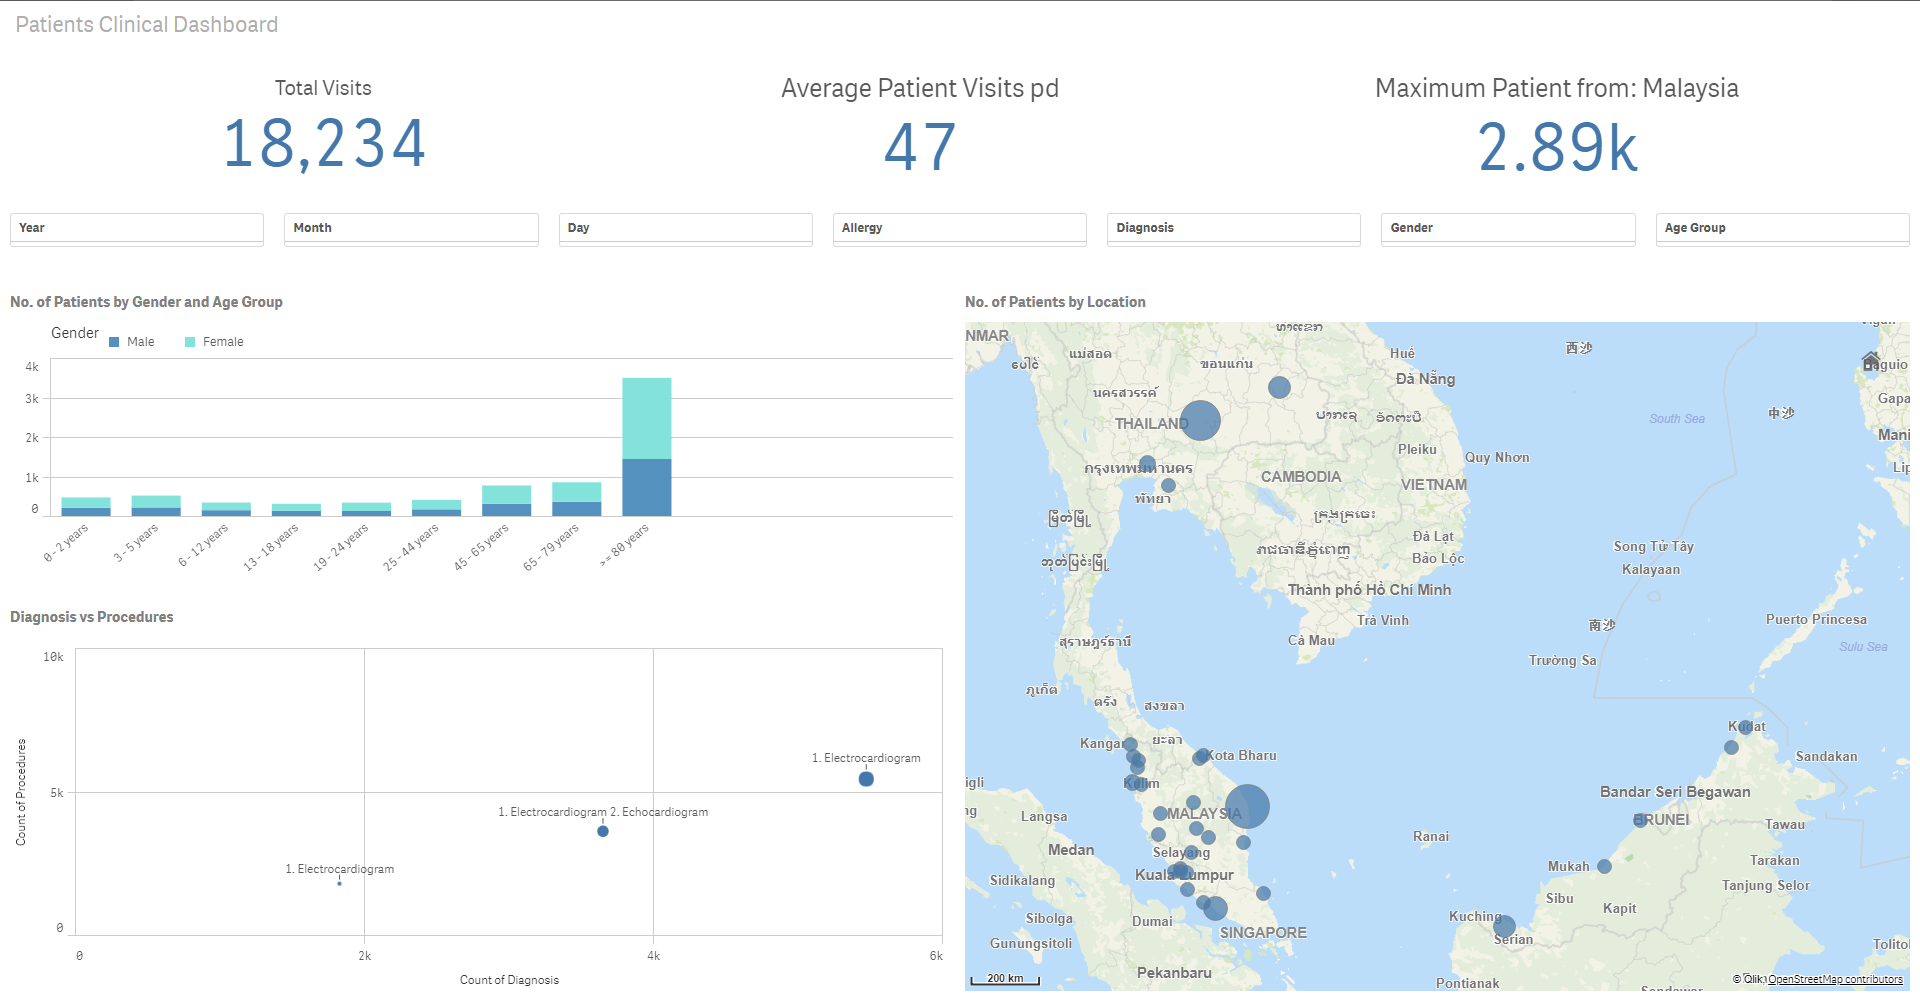 Patients Clinical Dashboard
Total Visits
18,234
Average Patient Visits pd
47
Maximum Patient from: Malaysia
2.89k
Year
Month
Day
Allergy
Diagnosis
Gender
Age Group
No. of Patients by Gender and Age Group
Gender
Male
Female
4k
3k
2k
1k
0
0 - 2 years
3 - 5 years
6 - 12 years
13 - 18 years
19 - 24 years
25 - 44 years
45 - 65 years
65 - 79 years
>= 80 years
Diagnosis vs Procedures
Count of Procedures
10k
5k
0
1. Electrocardiogram
1. Electrocardiogram 2. Echocardiogram
1. Electrocardiogram
0
2k
4k
6k
Count of Diagnosis
No. of Patients by Location
NMAR
แม่สอด
ขอนแก่น
Huê
西沙
Baguio
Đà Nẵng
นครสวรรค์
Gapa
中沙
South Sea
THAILAND
Pleiku
Mani
Quy Nhơn
Lip
กรุงเทพมหานคร
CAMBODIA
VIETNAM
พัทยา
Đà Lạt
Bảo Lộc
Song Tử Tây
Kalayaan
Thành phố Hồ Chí Minh
Trà Vinh
Cà Mau
南沙
Puerto Princesa
Sulu Sea
สุราษฎร์ธานี
Trường Sa
ภูเก็ต
ตรัง
สงขลา
ยะลา
Kangar
Kota Bharu
Kudat
Sandakan
igli
Kulim
Bandar Seri Begawan
BRUNEI
Tawau
ng
Langsa
MALAYSIA
Ranai
Medan
Selayang
Mukah
Tarakan
Kuala Lumpur
Sidikalang
Tanjung Selor
Sibu
Kapit
Sibolga
Dumai
Kuching
SINGAPORE
Serian
Gunungsitoli
Tolito
Pekanbaru
Pontianak
200 km
© Qlik, OpenStreetMap contributors